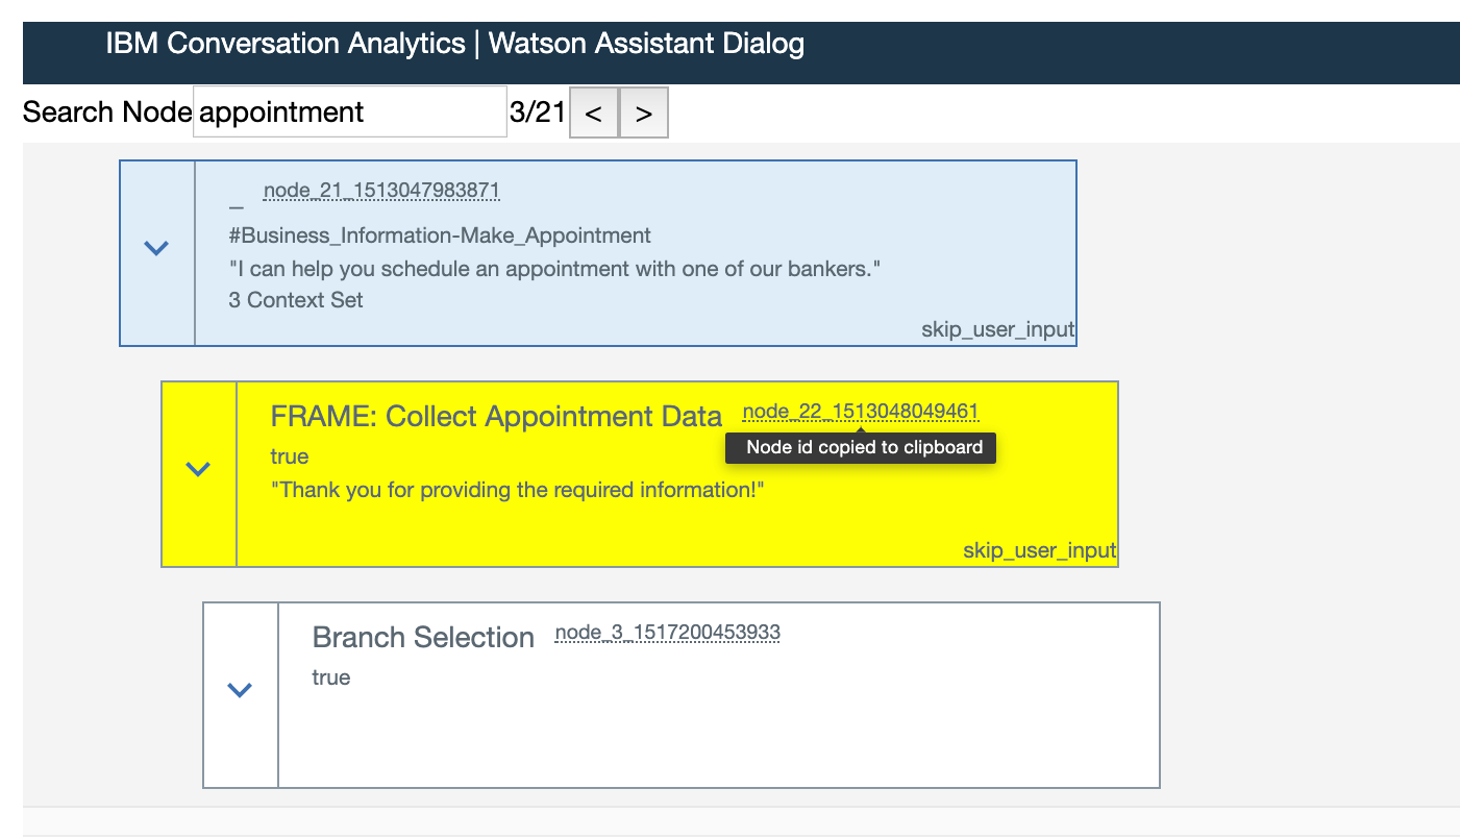 IBM Conversation Analytics | Watson Assistant Dialog
Search Node appointment 3/21 < >
_ node_21_1513047983871
#Business_Information-Make_Appointment
"I can help you schedule an appointment with one of our bankers."
3 Context Set
skip_user_input
FRAME: Collect Appointment Data node_22_1513048049461
Node id copied to clipboard
true
"Thank you for providing the required information!"
skip_user_input
Branch Selection node_3_1517200453933
true